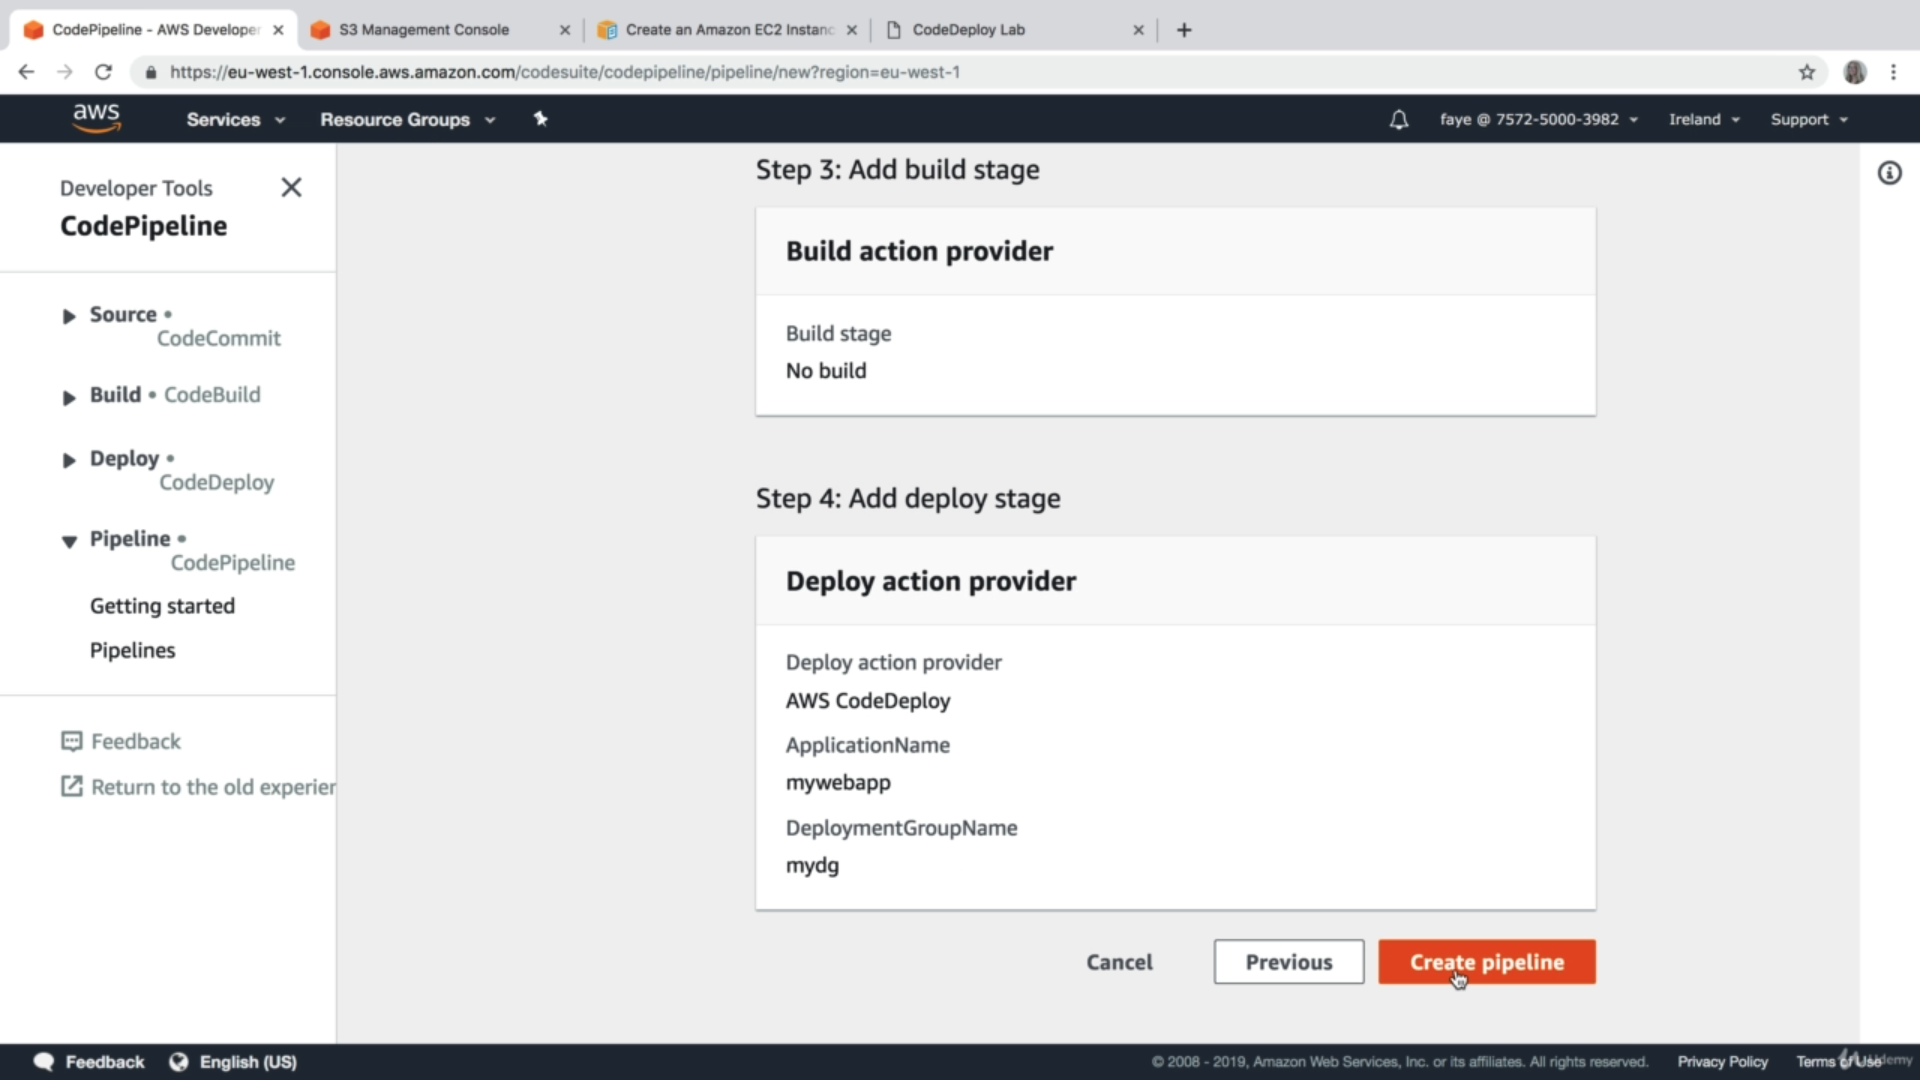 CodePipeline - AWS Developer
S3 Management Console
Create an Amazon EC2 Instanc
CodeDeploy Lab
https://eu-west-1.console.aws.amazon.com/codesuite/codepipeline/pipeline/new?region=eu-west-1
aws
Services
Resource Groups
faye @ 7572-5000-3982
Ireland
Support
Developer Tools
CodePipeline
Source •
CodeCommit
Build • CodeBuild
Deploy •
CodeDeploy
Pipeline •
CodePipeline
Getting started
Pipelines
Feedback
Return to the old experien
Step 3: Add build stage
Build action provider
Build stage
No build
Step 4: Add deploy stage
Deploy action provider
Deploy action provider
AWS CodeDeploy
ApplicationName
mywebapp
DeploymentGroupName
mydg
Cancel
Previous
Create pipeline
Feedback
English (US)
© 2008 - 2019, Amazon Web Services, Inc. or its affiliates. All rights reserved.
Privacy Policy
Terms of Use